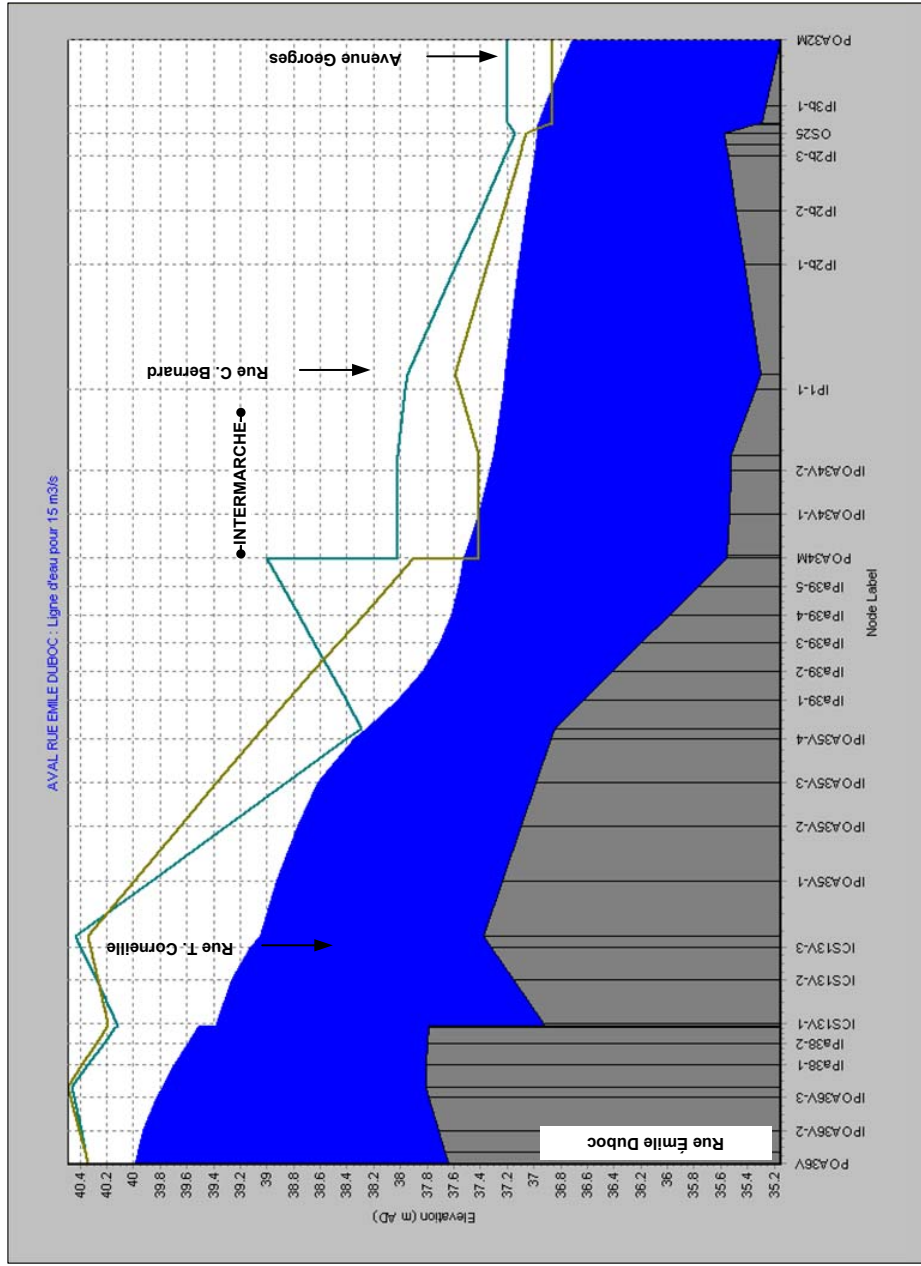 AVAL RUE EMILE DUBOC : Ligne d'eau pour 15 m3/s
Elevation (m AD)
40.4
40.2
40
39.8
39.6
39.4
39.2
39
38.8
38.6
38.4
38.2
38
37.8
37.6
37.4
37.2
37
36.8
36.6
36.4
36.2
36
35.8
35.6
35.4
35.2
Rue Émile Duboc
Rue T. Corneille
INTERMARCHE
Rue C. Bernard
Avenue Georges
POA36V
IPOA36V-2
IPOA36V-3
IPa38-1
IPa38-2
ICS13V-1
ICS13V-2
ICS13V-3
IPOA35V-1
IPOA35V-2
IPOA35V-3
IPOA35V-4
IPa39-1
IPa39-2
IPa39-3
IPa39-4
IPa39-5
POA34M
IPOA34V-1
IPOA34V-2
IP1-1
IP2b-1
IP2b-2
IP2b-3
OS25
IP3b-1
POA32M
Node Label